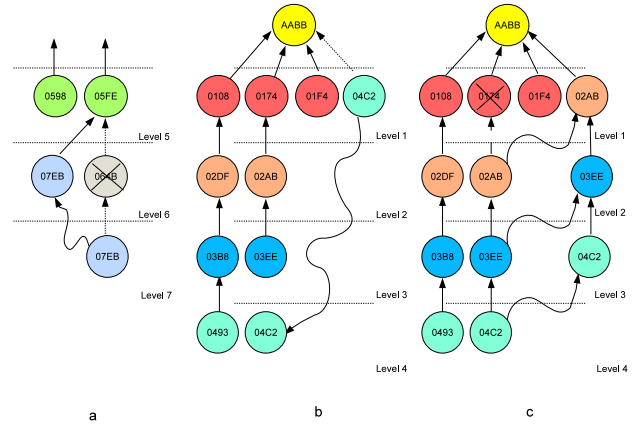 0598
05FE
Level 5
07EB
064B
Level 6
07EB
Level 7
a
AABB
0108
0174
01F4
04C2
Level 1
02DF
02AB
Level 2
03B8
03EE
Level 3
0493
04C2
Level 4
b
AABB
0108
0174
01F4
02AB
Level 1
02DF
02AB
03EE
Level 2
03B8
03EE
04C2
Level 3
0493
04C2
Level 4
c